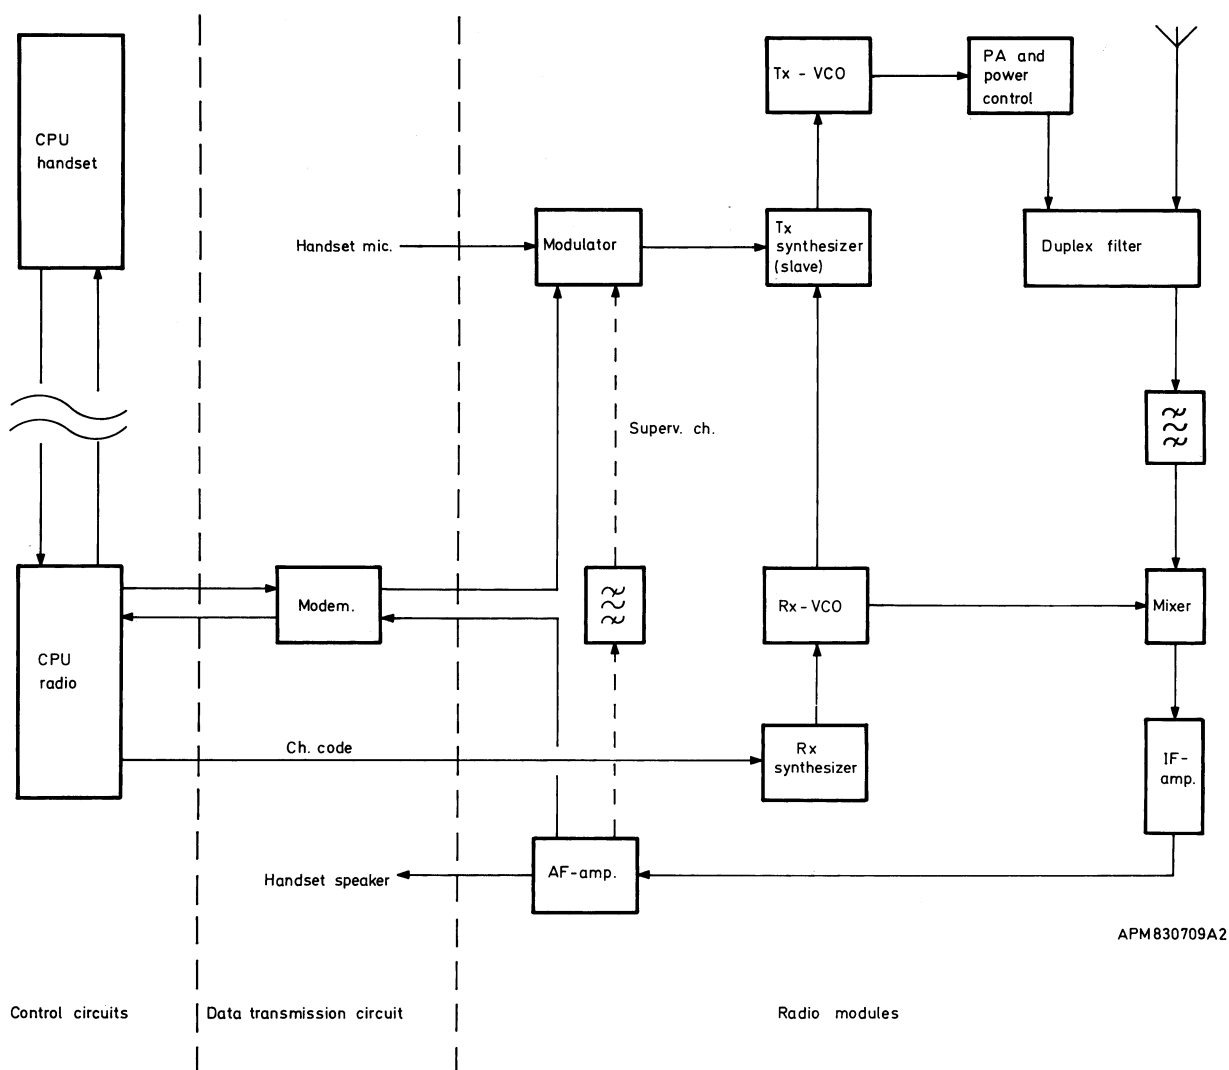 Tx - VCO
PA and
power
control
CPU
handset
Handset mic.
Modulator
Tx
synthesizer
(slave)
Duplex filter
Superv. ch.
Modem.
Rx - VCO
Mixer
CPU
radio
Ch. code
Rx
synthesizer
IF-
amp.
Handset speaker
AF-amp.
APM830709A2
Control circuits
Data transmission circuit
Radio modules